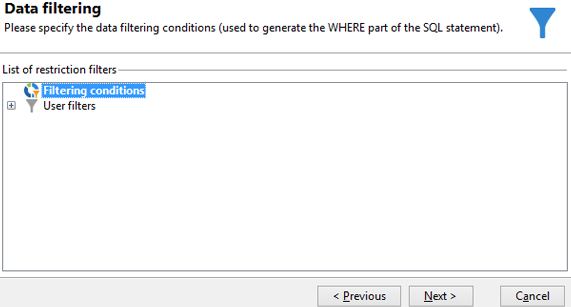 Data filtering
Please specify the data filtering conditions (used to generate the WHERE part of the SQL statement).
List of restriction filters
Filtering conditions
User filters
< Previous
Next >
Cancel